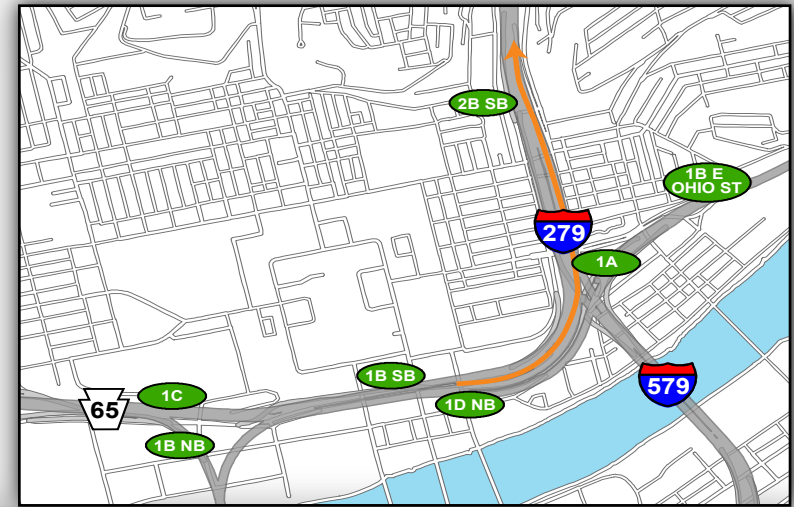 2B SB
1B E
OHIO ST
279
1A
1B SB
579
1C
65
1D NB
1B NB